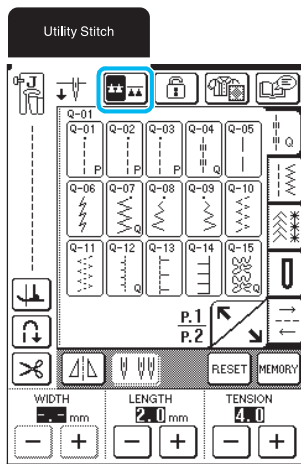 Utility Stitch
J
Q-01
Q-01 Q-02 Q-03 Q-04 Q-05
P P P Q
Q
Q-06 Q-07 Q-08 Q-09 Q-10
Q Q
Q-11 Q-12 Q-13 Q-14 Q-15
Q Q
P.1
P.2
RESET MEMORY
WIDTH LENGTH TENSION
-.- mm 2.0 mm 4.0
− + − + − +